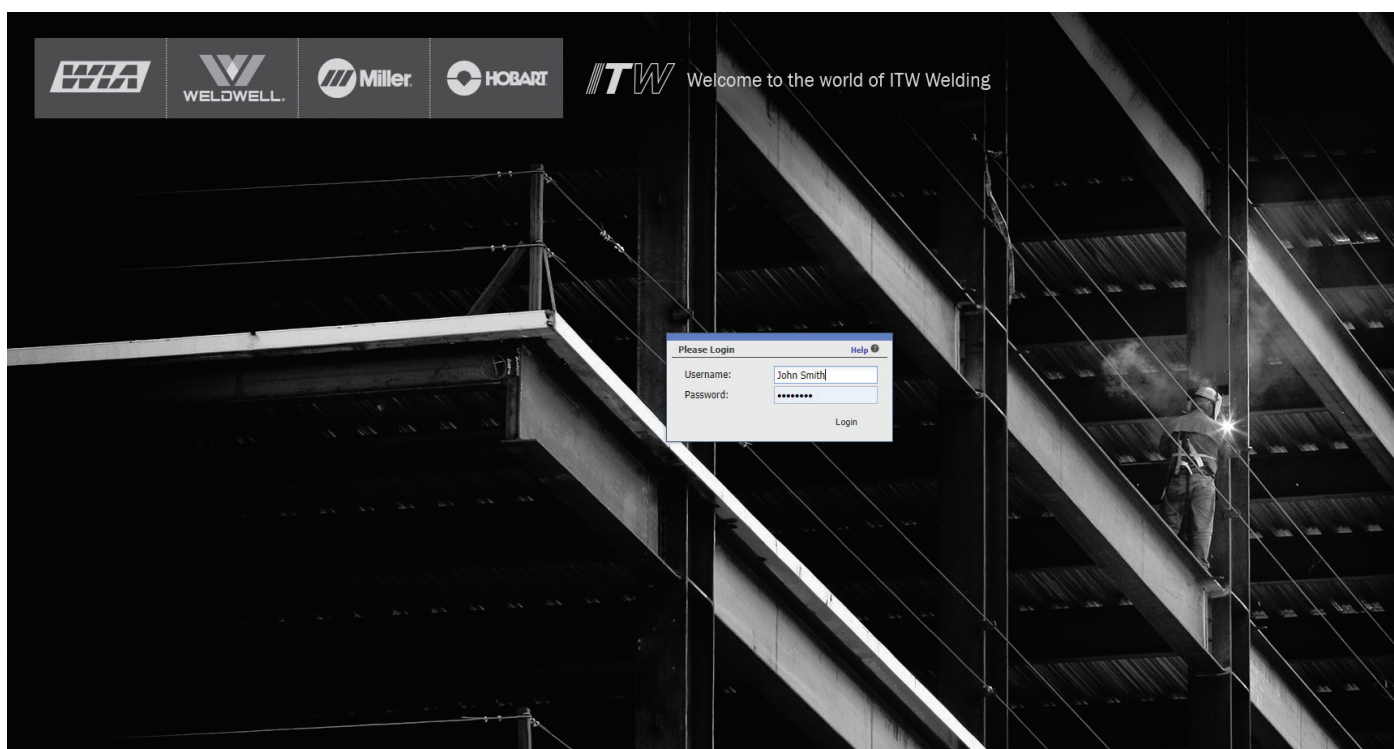 WIA
WELDWELL.
Miller.
HOBART
ITW Welcome to the world of ITW Welding
Please Login Help ?
Username: John Smith
Password: ••••••••
Login